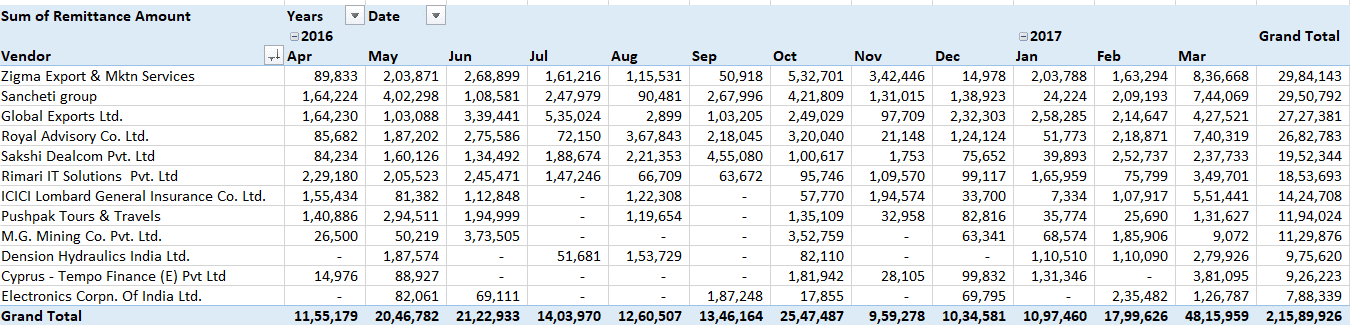 Sum of Remittance Amount Years Date
2016 2017 Grand Total
Vendor Apr May Jun Jul Aug Sep Oct Nov Dec Jan Feb Mar
Zigma Export & Mktn Services 89,833 2,03,871 2,68,899 1,61,216 1,15,531 50,918 5,32,701 3,42,446 14,978 2,03,788 1,63,294 8,36,668 29,84,143
Sancheti group 1,64,224 4,02,298 1,08,581 2,47,979 90,481 2,67,996 4,21,809 1,31,015 1,38,923 24,224 2,09,193 7,44,069 29,50,792
Global Exports Ltd. 1,64,230 1,03,088 3,39,441 5,35,024 2,899 1,03,205 2,49,029 97,709 2,32,303 2,58,285 2,14,647 4,27,521 27,27,381
Royal Advisory Co. Ltd. 85,682 1,87,202 2,75,586 72,150 3,67,843 2,18,045 3,20,040 21,148 1,24,124 51,773 2,18,871 7,40,319 26,82,783
Sakshi Dealcom Pvt. Ltd 84,234 1,60,126 1,34,492 1,88,674 2,21,353 4,55,080 1,00,617 1,753 75,652 39,893 2,52,737 2,37,733 19,52,344
Rimari IT Solutions Pvt. Ltd 2,29,180 2,05,523 2,45,471 1,47,246 66,709 63,672 95,746 1,09,570 99,117 1,65,959 75,799 3,49,701 18,53,693
ICICI Lombard General Insurance Co. Ltd. 1,55,434 81,382 1,12,848 - 1,22,308 - 57,770 1,94,574 33,700 7,334 1,07,917 5,51,441 14,24,708
Pushpak Tours & Travels 1,40,886 2,94,511 1,94,999 - 1,19,654 - 1,35,109 32,958 82,816 35,774 25,690 1,31,627 11,94,024
M.G. Mining Co. Pvt. Ltd. 26,500 50,219 3,73,505 - - - 3,52,759 - 63,341 68,574 1,85,906 9,072 11,29,876
Dension Hydraulics India Ltd. - 1,87,574 - 51,681 1,53,729 - 82,110 - - 1,10,510 1,10,090 2,79,926 9,75,620
Cyprus - Tempo Finance (E) Pvt Ltd 14,976 88,927 - - - - 1,81,942 28,105 99,832 1,31,346 - 3,81,095 9,26,223
Electronics Corpn. Of India Ltd. - 82,061 69,111 - - 1,87,248 17,855 - 69,795 - 2,35,482 1,26,787 7,88,339
Grand Total 11,55,179 20,46,782 21,22,933 14,03,970 12,60,507 13,46,164 25,47,487 9,59,278 10,34,581 10,97,460 17,99,626 48,15,959 2,15,89,926